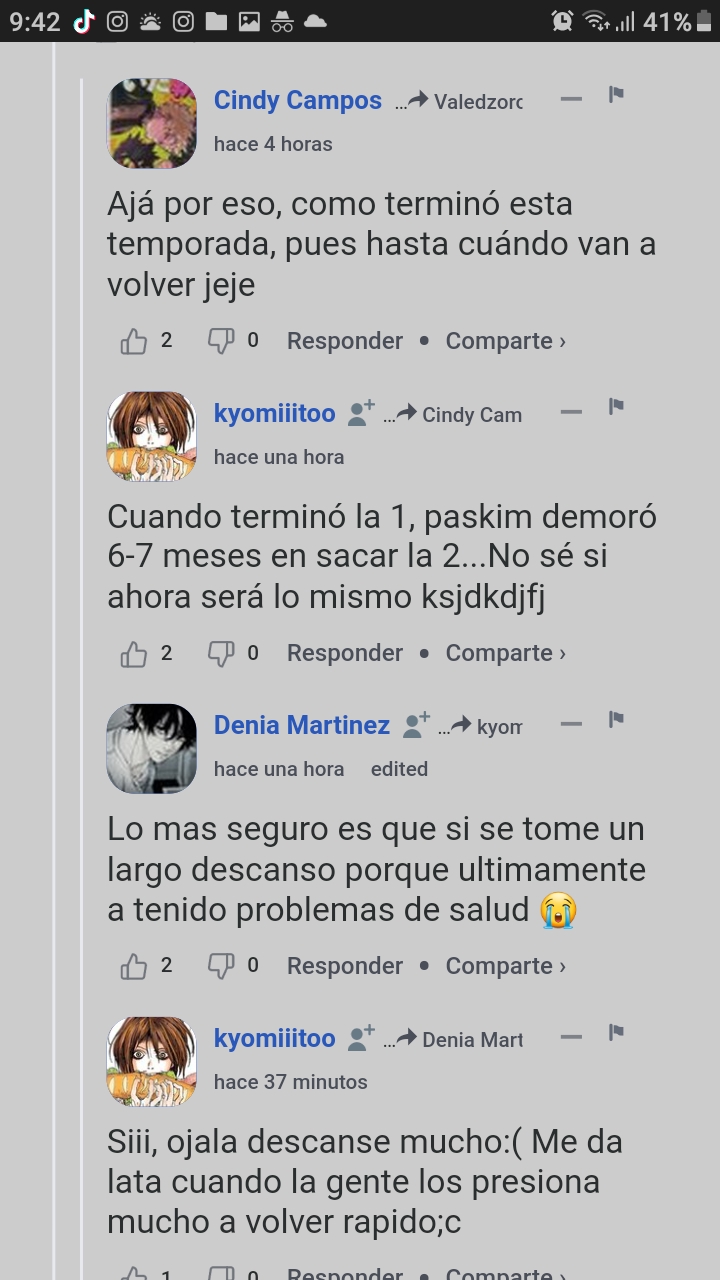 9:42 41%
Cindy Campos ... Valedzoro
hace 4 horas
Ajá por eso, como terminó esta
temporada, pues hasta cuándo van a
volver jeje
2 0 Responder • Comparte ›
kyomiiitoo ... Cindy Cam
hace una hora
Cuando terminó la 1, paskim demoró
6-7 meses en sacar la 2...No sé si
ahora será lo mismo ksjdkdjfj
2 0 Responder • Comparte ›
Denia Martinez ... kyom
hace una hora edited
Lo mas seguro es que si se tome un
largo descanso porque ultimamente
a tenido problemas de salud 😭
2 0 Responder • Comparte ›
kyomiiitoo ... Denia Mart
hace 37 minutos
Siii, ojala descanse mucho:( Me da
lata cuando la gente los presiona
mucho a volver rapido;c
1 0 Responder • Comparte ›